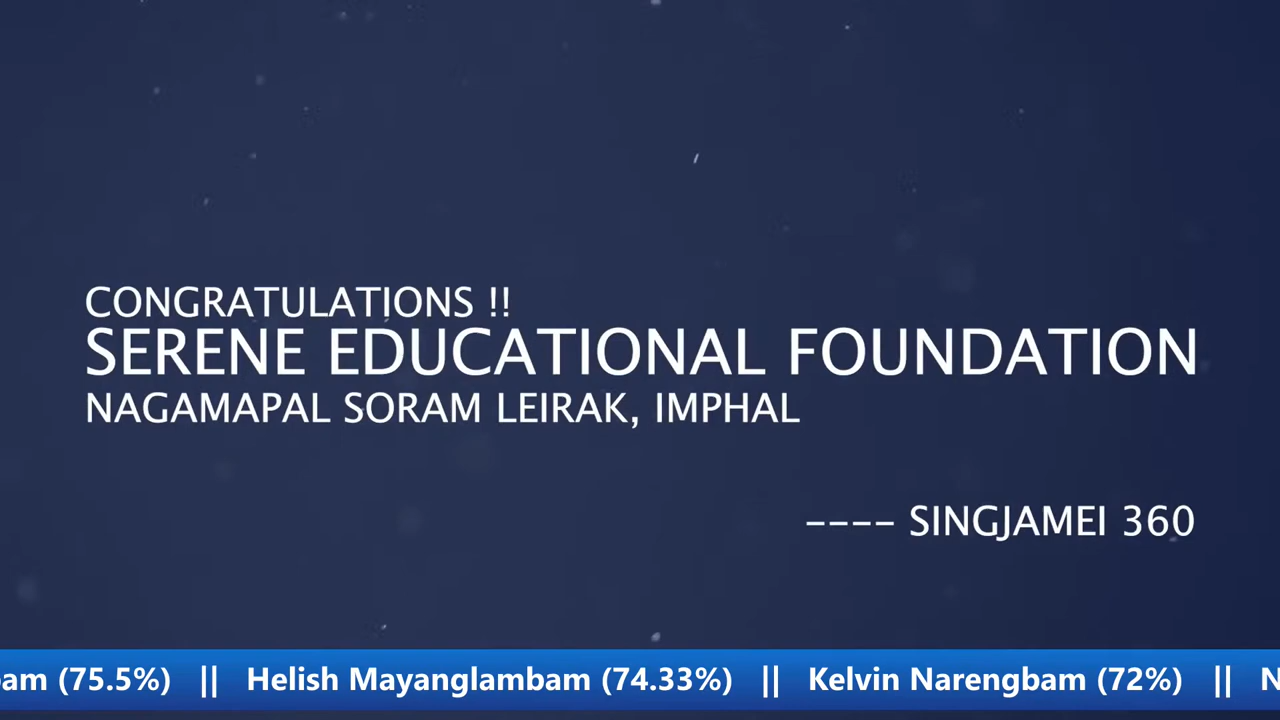 CONGRATULATIONS !!
SERENE EDUCATIONAL FOUNDATION
NAGAMAPAL SORAM LEIRAK, IMPHAL
---- SINGJAMEI 360
(75.5%) || Helish Mayanglambam (74.33%) || Kelvin Narengbam (72%) ||